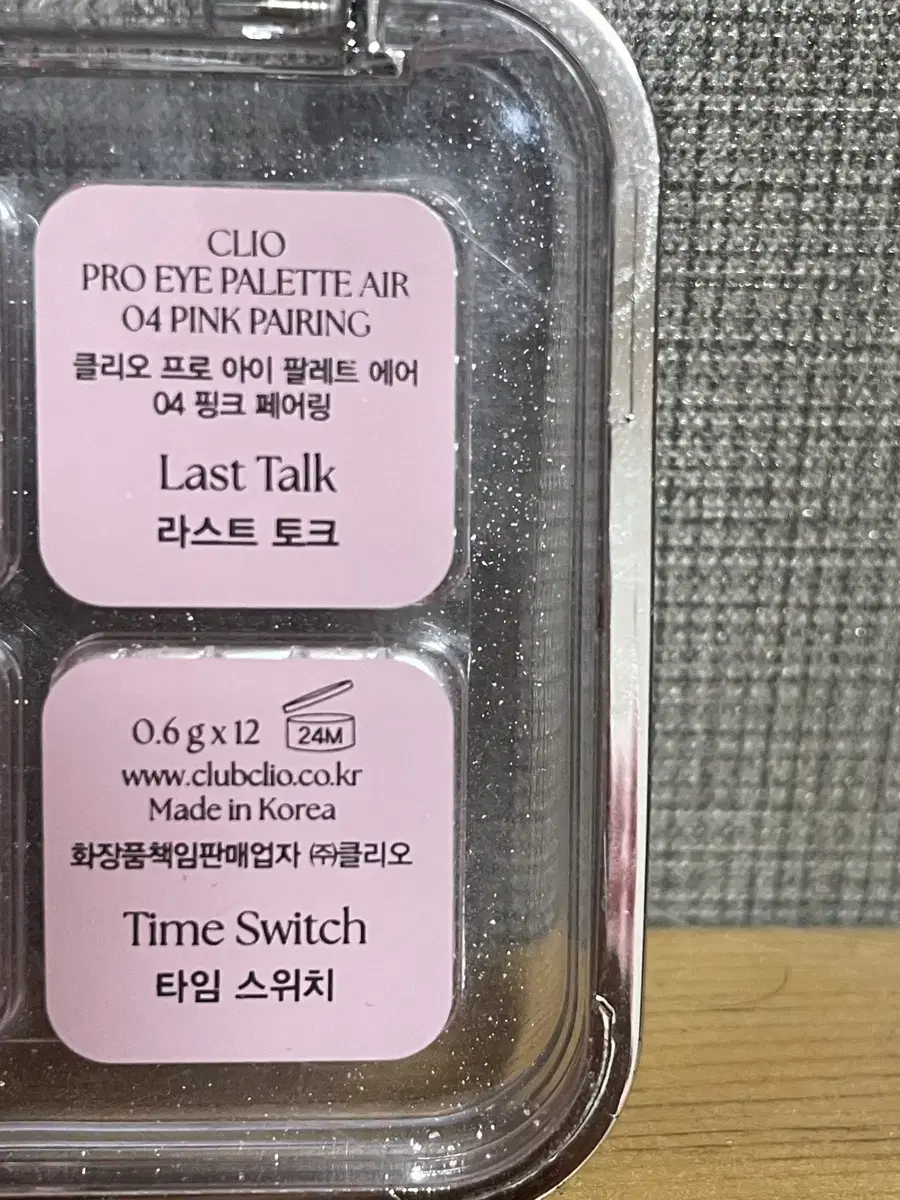 CLIO
PRO EYE PALETTE AIR
04 PINK PAIRING
클리오 프로 아이 팔레트 에어
04 핑크 페어링
Last Talk
라스트 토크
0.6 g x 12 24M
www.clubclio.co.kr
Made in Korea
화장품책임판매업자 ㈜클리오
Time Switch
타임 스위치